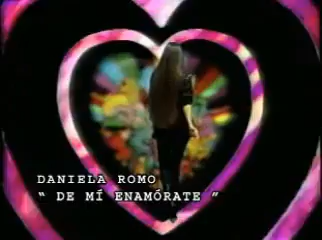 DANIELA ROMO
“ DE MÍ ENAMÓRATE ”